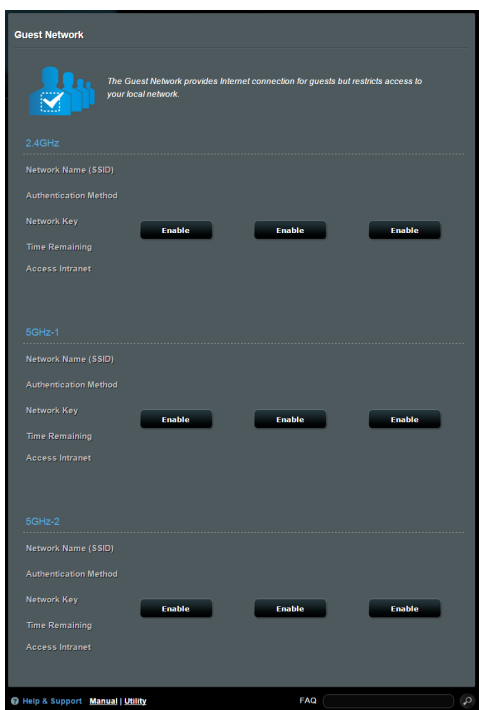 Guest Network
The Guest Network provides Internet connection for guests but restricts access to
your local network.
2.4GHz
Network Name (SSID)
Authentication Method
Network Key
Enable Enable Enable
Time Remaining
Access Intranet
5GHz-1
Network Name (SSID)
Authentication Method
Network Key
Enable Enable Enable
Time Remaining
Access Intranet
5GHz-2
Network Name (SSID)
Authentication Method
Network Key
Enable Enable Enable
Time Remaining
Access Intranet
? Help & Support Manual | Utility FAQ